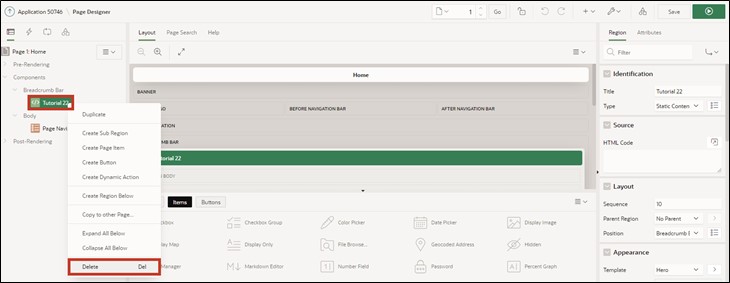 Application 50746 \ Page Designer
1
Go
Save
Page 1: Home
Pre-Rendering
Components
Breadcrumb Bar
Tutorial 22
Body
Page Navi
Post-Rendering
Duplicate
Create Sub Region
Create Page Item
Create Button
Create Dynamic Action
Create Region Below
Copy to other Page...
Expand All Below
Collapse All Below
Delete Del
Layout Page Search Help
Home
BANNER
BEFORE NAVIGATION BAR AFTER NAVIGATION BAR
BAR
torial 22
BODY
Items Buttons
Checkbox Group Color Picker Date Picker Display Image
Map Display Only File Browse... Geocoded Address Hidden
Manager Markdown Editor Number Field Password Percent Graph
Region Attributes
Filter
Identification
Title Tutorial 22
Type Static Conten
Source
HTML Code
Layout
Sequence 10
Parent Region No Parent
Position Breadcrumb E
Appearance
Template Hero